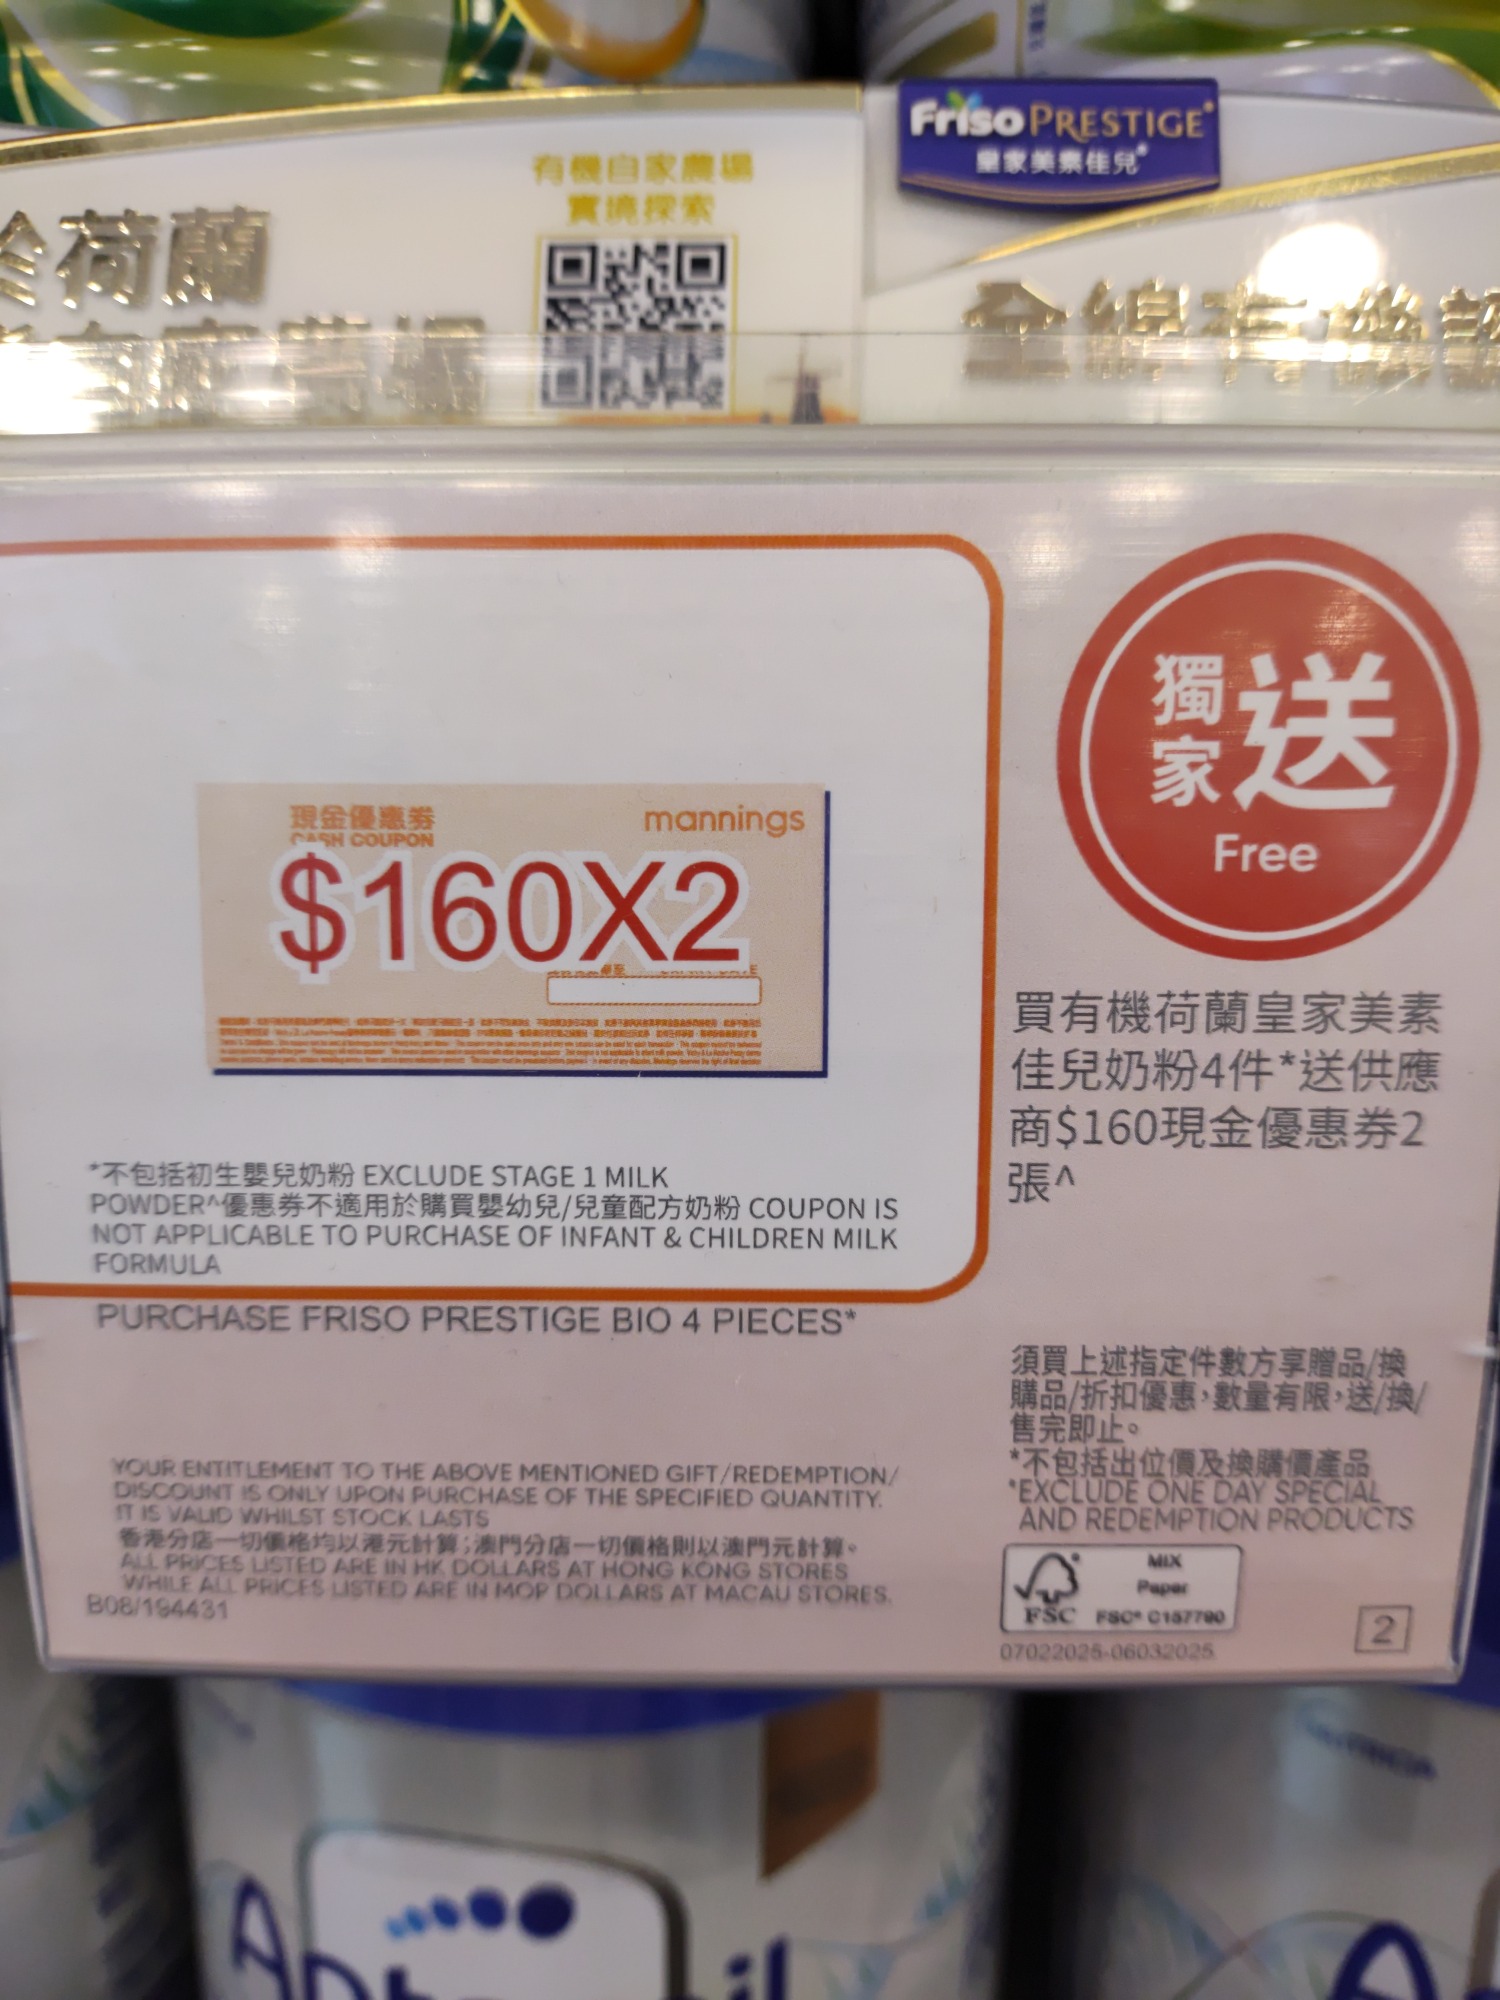 Friso PRESTIGE
皇家美素佳兒
有機自家農場
實境探索
荷蘭
獨家送
Free
現金優惠券
mannings
CASH COUPON
$160X2
買有機荷蘭皇家美素
佳兒奶粉4件*送供應
商$160現金優惠券2
張^
*不包括初生嬰兒奶粉 EXCLUDE STAGE 1 MILK
POWDER^優惠券不適用於購買嬰幼兒/兒童配方奶粉 COUPON IS
NOT APPLICABLE TO PURCHASE OF INFANT & CHILDREN MILK
FORMULA
PURCHASE FRISO PRESTIGE BIO 4 PIECES*
須買上述指定件數方享贈品/換
購品/折扣優惠,數量有限,送/換/
售完即止。
*不包括出位價及換購價產品
*EXCLUDE ONE DAY SPECIAL
AND REDEMPTION PRODUCTS
YOUR ENTITLEMENT TO THE ABOVE MENTIONED GIFT/REDEMPTION/
DISCOUNT IS ONLY UPON PURCHASE OF THE SPECIFIED QUANTITY.
IT IS VALID WHILST STOCK LASTS
香港分店一切價格均以港元計算;澳門分店一切價格則以澳門元計算。
ALL PRICES LISTED ARE IN HK DOLLARS AT HONG KONG STORES
WHILE ALL PRICES LISTED ARE IN MOP DOLLARS AT MACAU STORES.
B08/194431
FSC
MIX
Paper
FSC® C157790
07022025-06032025
2